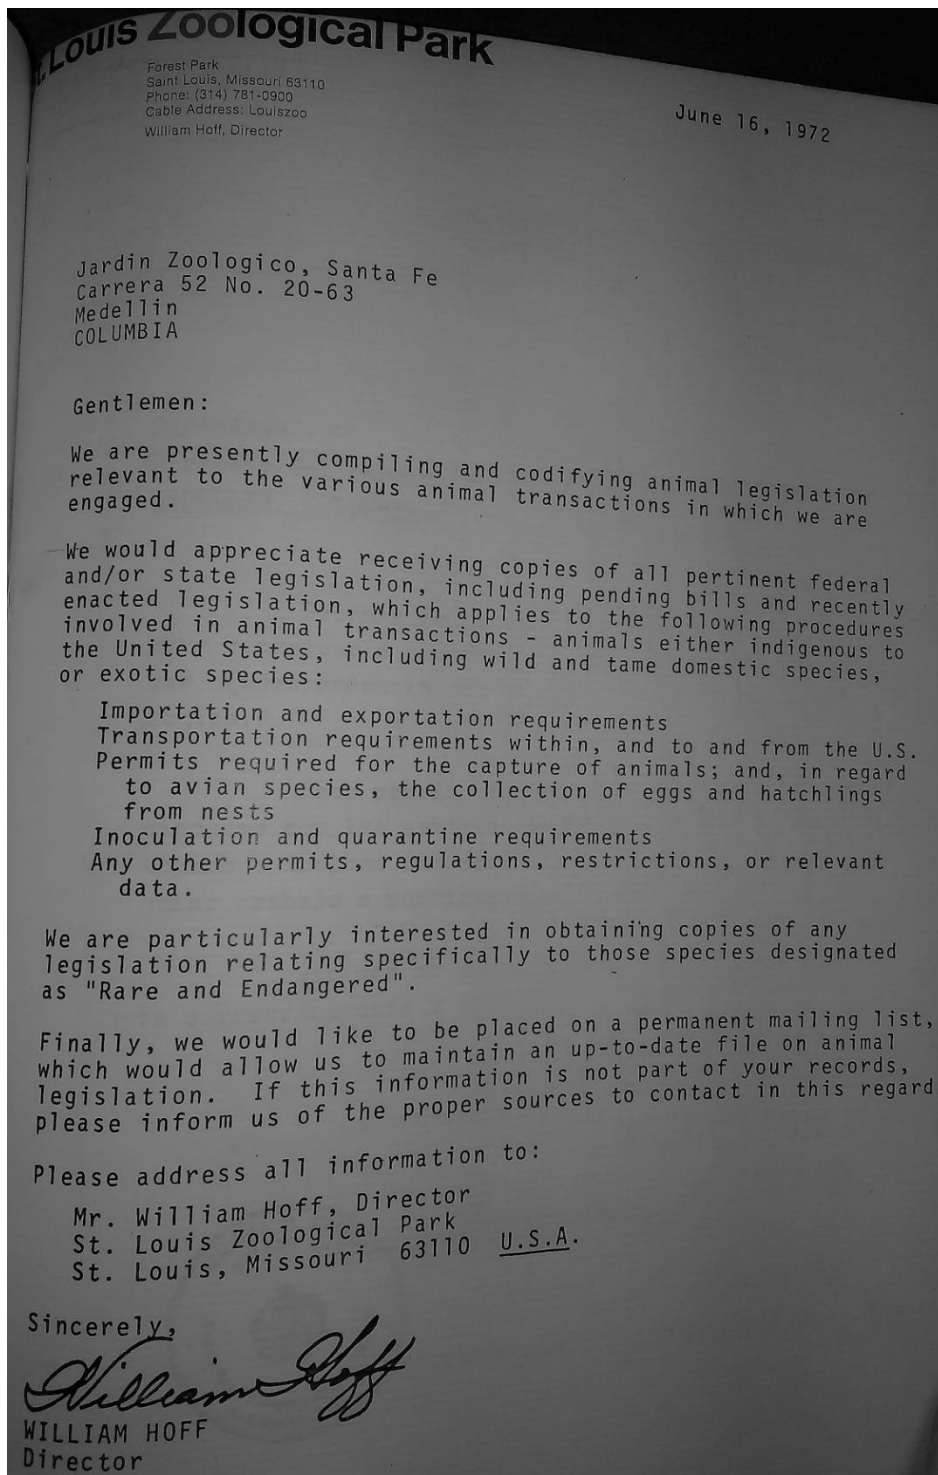 St. Louis Zoological Park
Forest Park
Saint Louis, Missouri 63110
Phone: (314) 781-0900
Cable Address: Louiszoo
William Hoff, Director
June 16, 1972
Jardin Zoologico, Santa Fe
Carrera 52 No. 20-63
Medellin
COLUMBIA
Gentlemen:
We are presently compiling and codifying animal legislation
relevant to the various animal transactions in which we are
engaged.
We would appreciate receiving copies of all pertinent federal
and/or state legislation, including pending bills and recently
enacted legislation, which applies to the following procedures
involved in animal transactions - animals either indigenous to
the United States, including wild and tame domestic species,
or exotic species:
Importation and exportation requirements
Transportation requirements within, and to and from the U.S.
Permits required for the capture of animals; and, in regard
to avian species, the collection of eggs and hatchlings
from nests
Inoculation and quarantine requirements
Any other permits, regulations, restrictions, or relevant
data.
We are particularly interested in obtaining copies of any
legislation relating specifically to those species designated
as "Rare and Endangered".
Finally, we would like to be placed on a permanent mailing list,
which would allow us to maintain an up-to-date file on animal
legislation. If this information is not part of your records,
please inform us of the proper sources to contact in this regard
Please address all information to:
Mr. William Hoff, Director
St. Louis Zoological Park
St. Louis, Missouri 63110 U.S.A.
Sincerely,
William Hoff
WILLIAM HOFF
Director